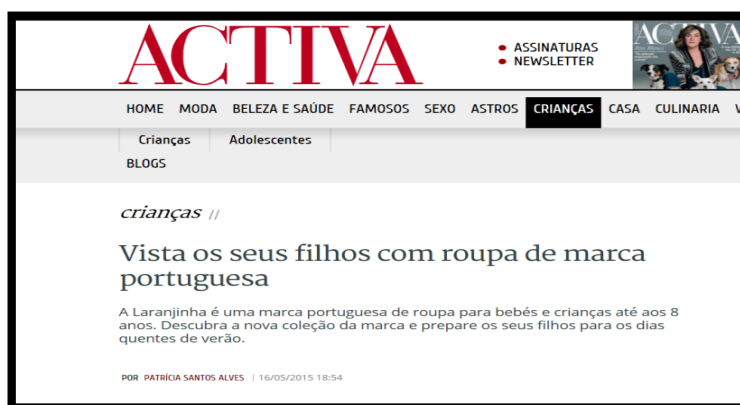 ACTIVA
ASSINATURAS
NEWSLETTER
HOME MODA BELEZA E SAÚDE FAMOSOS SEXO ASTROS CRIANÇAS CASA CULINARIA
Crianças Adolescentes
BLOGS
crianças //
Vista os seus filhos com roupa de marca
portuguesa
A Laranjinha é uma marca portuguesa de roupa para bebés e crianças até aos 8
anos. Descubra a nova coleção da marca e prepare os seus filhos para os dias
quentes de verão.
POR PATRÍCIA SANTOS ALVES | 16/05/2015 18:54